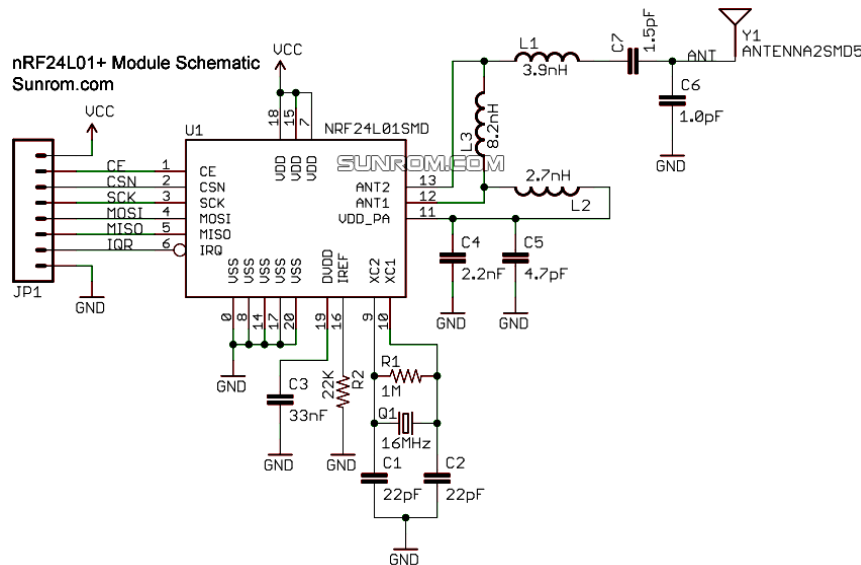 nRF24L01+ Module Schematic
Sunrom.com
VCC
VCC
JP1
GND
CE
CSN
SCK
MOSI
MISO
IQR
1
2
3
4
5
6
U1
NRF24L01SMD
18
15
7
VDD
VDD
VDD
SUNROM.COM
CE
CSN
SCK
MOSI
MISO
IRQ
ANT2
ANT1
VDD_PA
13
12
11
VSS
VSS
VSS
VSS
VSS
DVDD
IREF
XC2
XC1
0
8
14
17
20
19
16
9
10
GND
C3
33nF
GND
22K
R2
GND
R1
1M
Q1
16MHz
C1
22pF
C2
22pF
GND
L1
3.9nH
L3
8.2nH
2.7nH
L2
C4
2.2nF
GND
C5
4.7pF
GND
C7
1.5pF
ANT
C6
1.0pF
GND
Y1
ANTENNA2SMD5